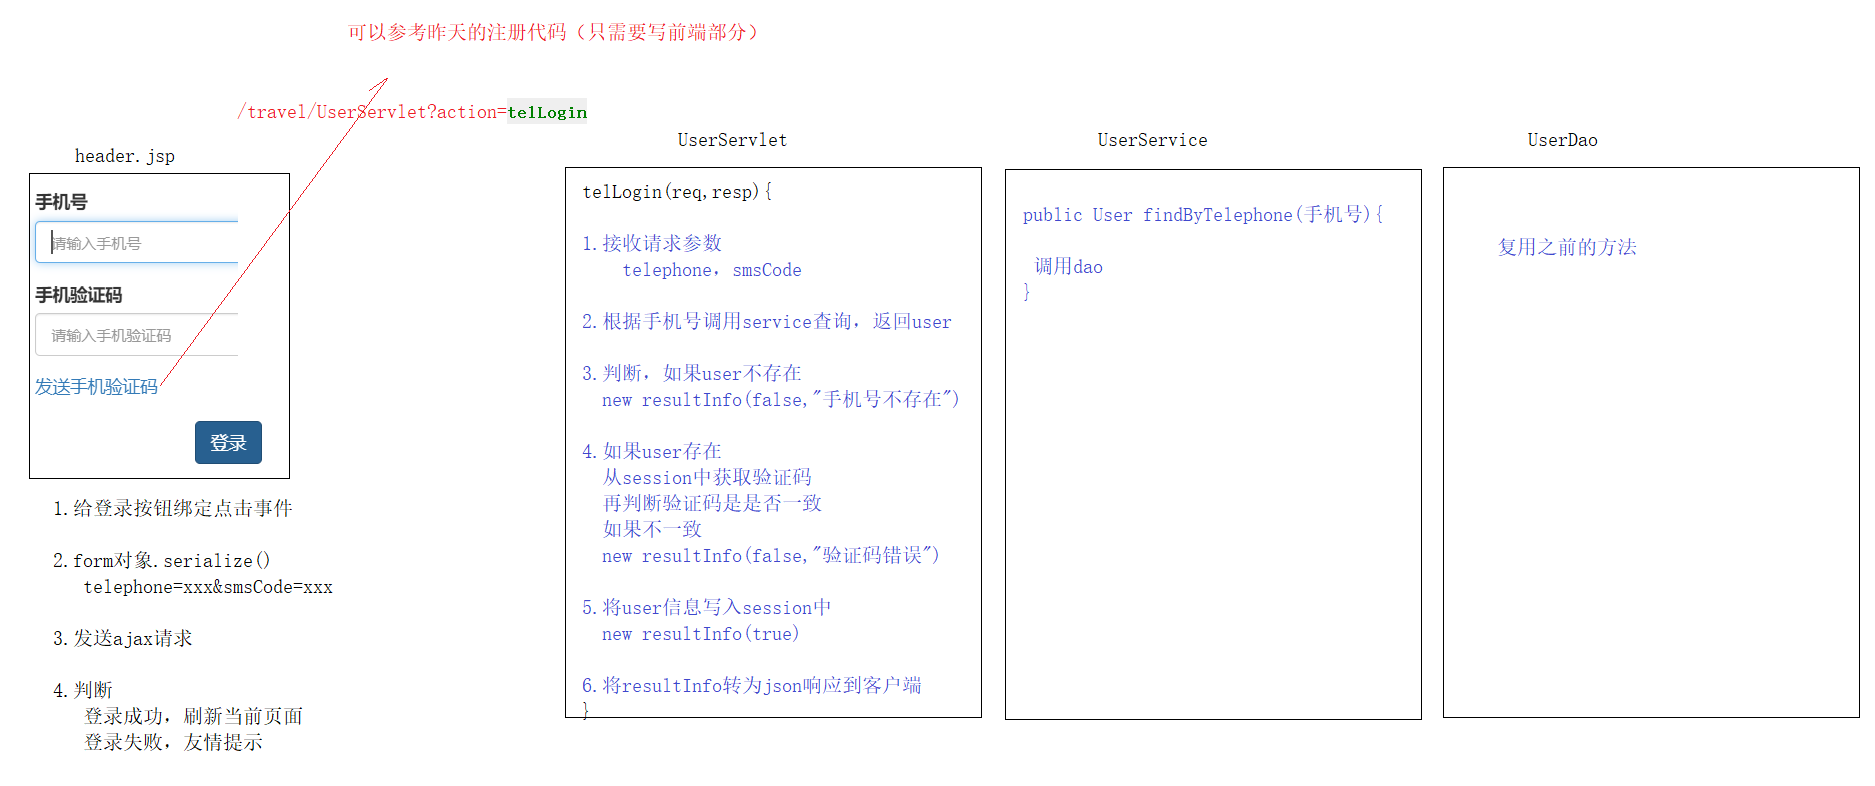 可以参考昨天的注册代码（只需要写前端部分）
/travel/UserServlet?action=telLogin
header.jsp
手机号
请输入手机号
手机验证码
请输入手机验证码
发送手机验证码
登录
1.给登录按钮绑定点击事件
2.form对象.serialize()
telephone=xxx&smsCode=xxx
3.发送ajax请求
4.判断
登录成功，刷新当前页面
登录失败，友情提示
UserServlet
telLogin(req,resp){
1.接收请求参数
telephone，smsCode
2.根据手机号调用service查询，返回user
3.判断，如果user不存在
new resultInfo(false,"手机号不存在")
4.如果user存在
从session中获取验证码
再判断验证码是是否一致
如果不一致
new resultInfo(false,"验证码错误")
5.将user信息写入session中
new resultInfo(true)
6.将resultInfo转为json响应到客户端
}
UserService
public User findByTelephone(手机号){
调用dao
}
UserDao
复用之前的方法